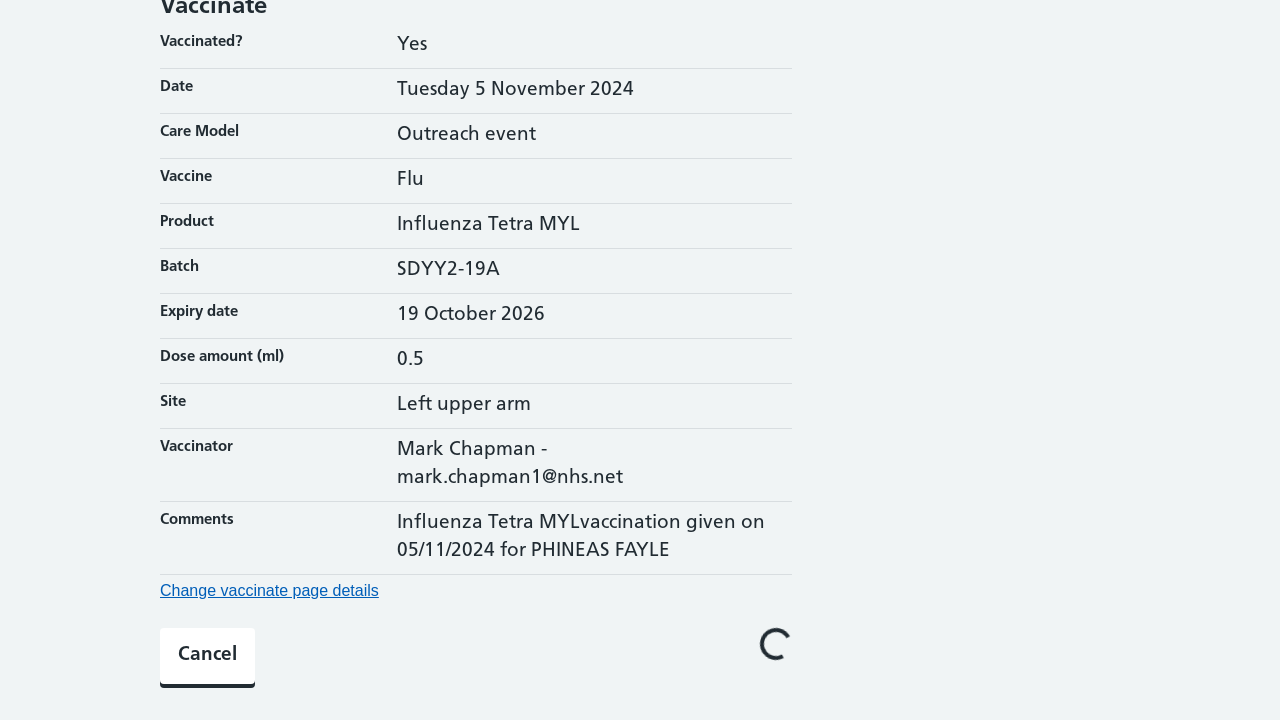 Vaccinate
Vaccinated? Yes
Date Tuesday 5 November 2024
Care Model Outreach event
Vaccine Flu
Product Influenza Tetra MYL
Batch SDYY2-19A
Expiry date 19 October 2026
Dose amount (ml) 0.5
Site Left upper arm
Vaccinator Mark Chapman -
mark.chapman1@nhs.net
Comments Influenza Tetra MYLvaccination given on
05/11/2024 for PHINEAS FAYLE
Change vaccinate page details
Cancel